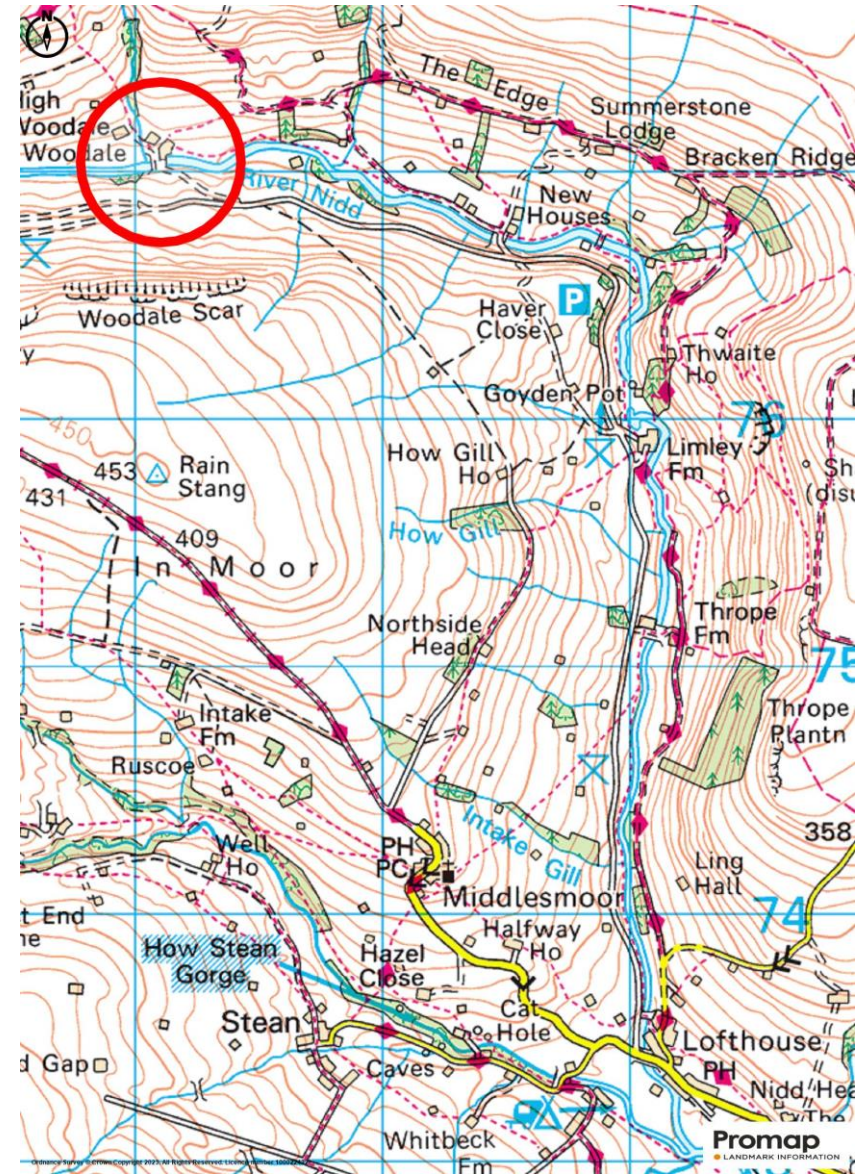 N
The
Edge
Summerstone
Lodge
Bracken Ridge
High
Woodale
Woodale
River Nidd
New
Houses
P
Woodale Scar
Haver
Close
Thwaite
Ho
Goyden Pot
76
450
453
Rain
Stang
431
How Gill
Ho
Limley
Fm
Sh
409
How Gill
In Moor
Northside
Head
Thrope
Fm
75
Intake
Fm
Thrope
Plantn
Ruscoe
Well
Ho
PH
PC
Intake Gill
358
Middlesmoor
Ling
Hall
74
Halfway
Ho
How Stean
Gorge
Hazel
Close
Cat
Hole
Stean
Lofthouse
PH
Caves
Gap
Nidd Hea
The
Whitbeck
Fm
Promap
LANDMARK INFORMATION